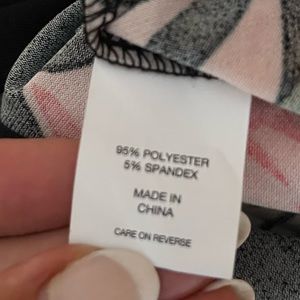 95% POLYESTER
5% SPANDEX
MADE IN
CHINA
CARE ON REVERSE